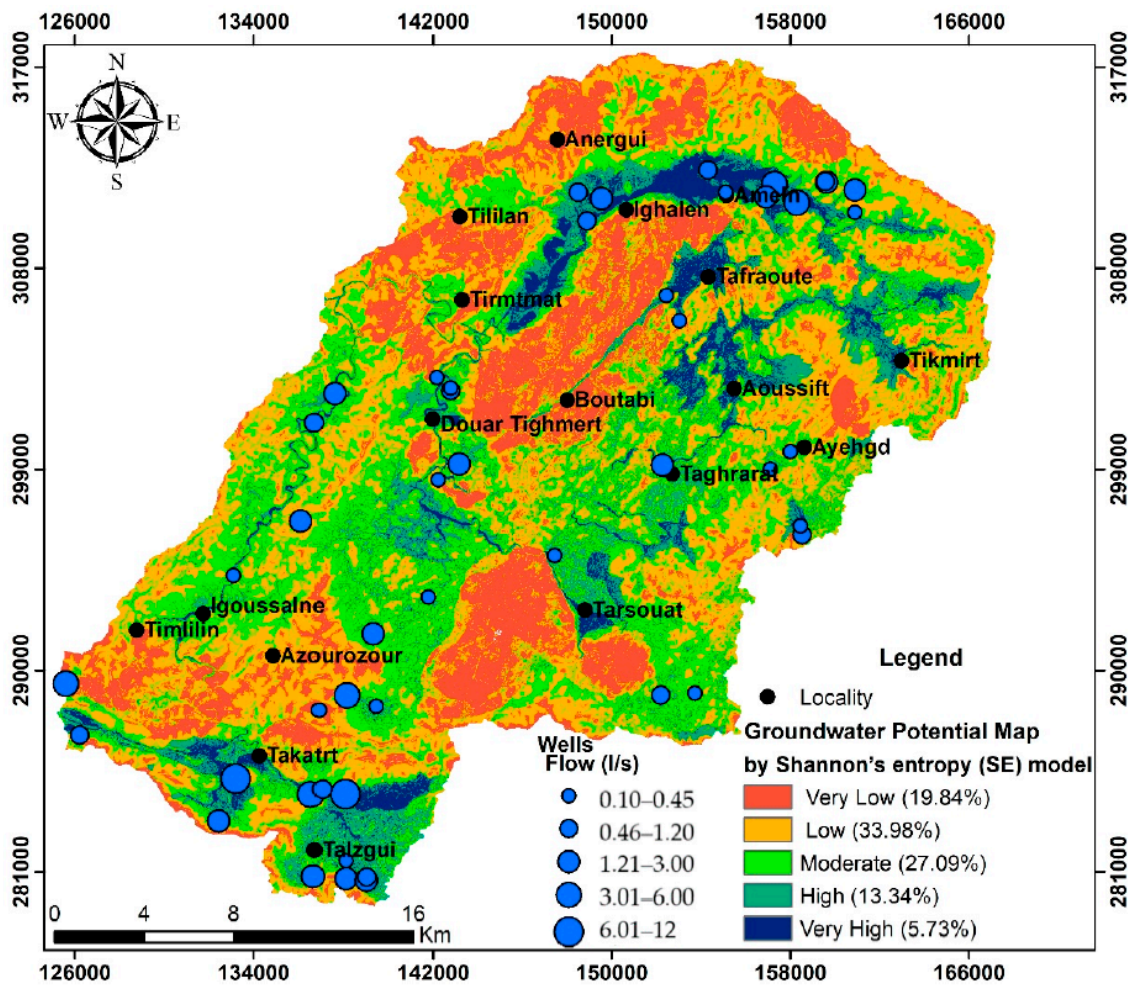 126000 134000 142000 150000 158000 166000
317000 317000
N
W E
S
Anergui
Ameln
Tililan
Ighalen
308000 308000
Tafraoute
Tirmtmat
Tikmirt
Aoussift
Boutabi
Douar Tighmert
Ayehgd
299000 299000
Taghrarat
Igoussalne
Tarsouat
Timlilin
Azourozour
290000 290000
Takatrt
Talzgui
281000 281000
Legend
Locality
Wells
Flow (l/s)
0.10–0.45
0.46–1.20
1.21–3.00
3.01–6.00
6.01–12
Groundwater Potential Map
by Shannon's entropy (SE) model
Very Low (19.84%)
Low (33.98%)
Moderate (27.09%)
High (13.34%)
Very High (5.73%)
0 4 8 16
Km
126000 134000 142000 150000 158000 166000